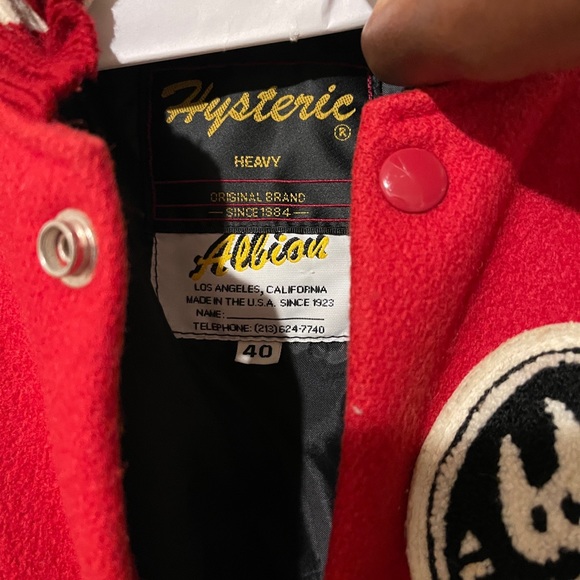 Hysteric
®
HEAVY
ORIGINAL BRAND
— SINCE 1984 —
Albion
LOS ANGELES, CALIFORNIA
MADE IN THE U.S.A. SINCE 1923
NAME:
TELEPHONE: (213) 624-7740
40